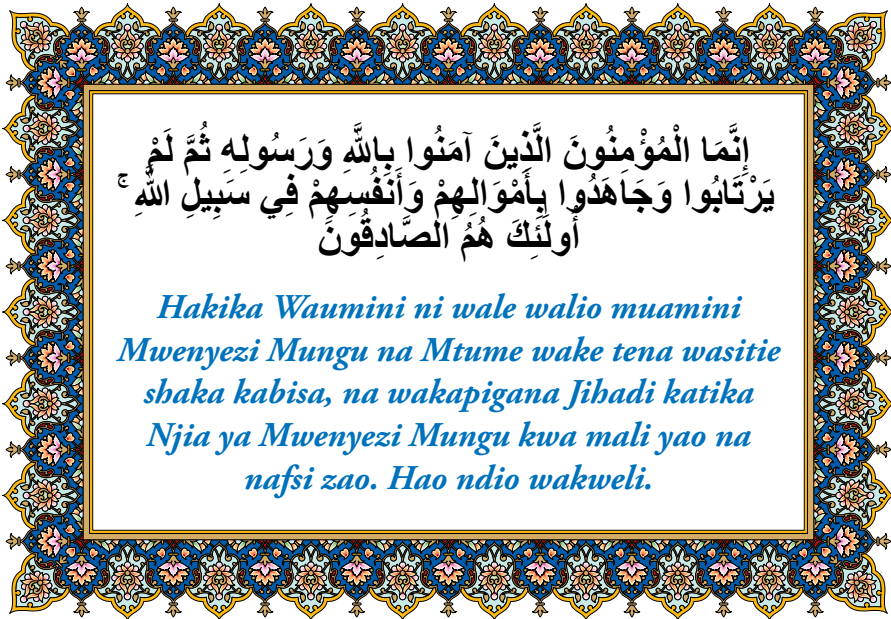 إِنَّمَا الْمُؤْمِنُونَ الَّذِينَ آمَنُوا بِاللَّهِ وَرَسُولِهِ ثُمَّ لَمْ
يَرْتَابُوا وَجَاهَدُوا بِأَمْوَالِهِمْ وَأَنْفُسِهِمْ فِي سَبِيلِ اللَّهِ ۚ
أُولَٰئِكَ هُمُ الصَّادِقُونَ
Hakika Waumini ni wale walio muamini
Mwenyezi Mungu na Mtume wake tena wasitie
shaka kabisa, na wakapigana Jihadi katika
Njia ya Mwenyezi Mungu kwa mali yao na
nafsi zao. Hao ndio wakweli.